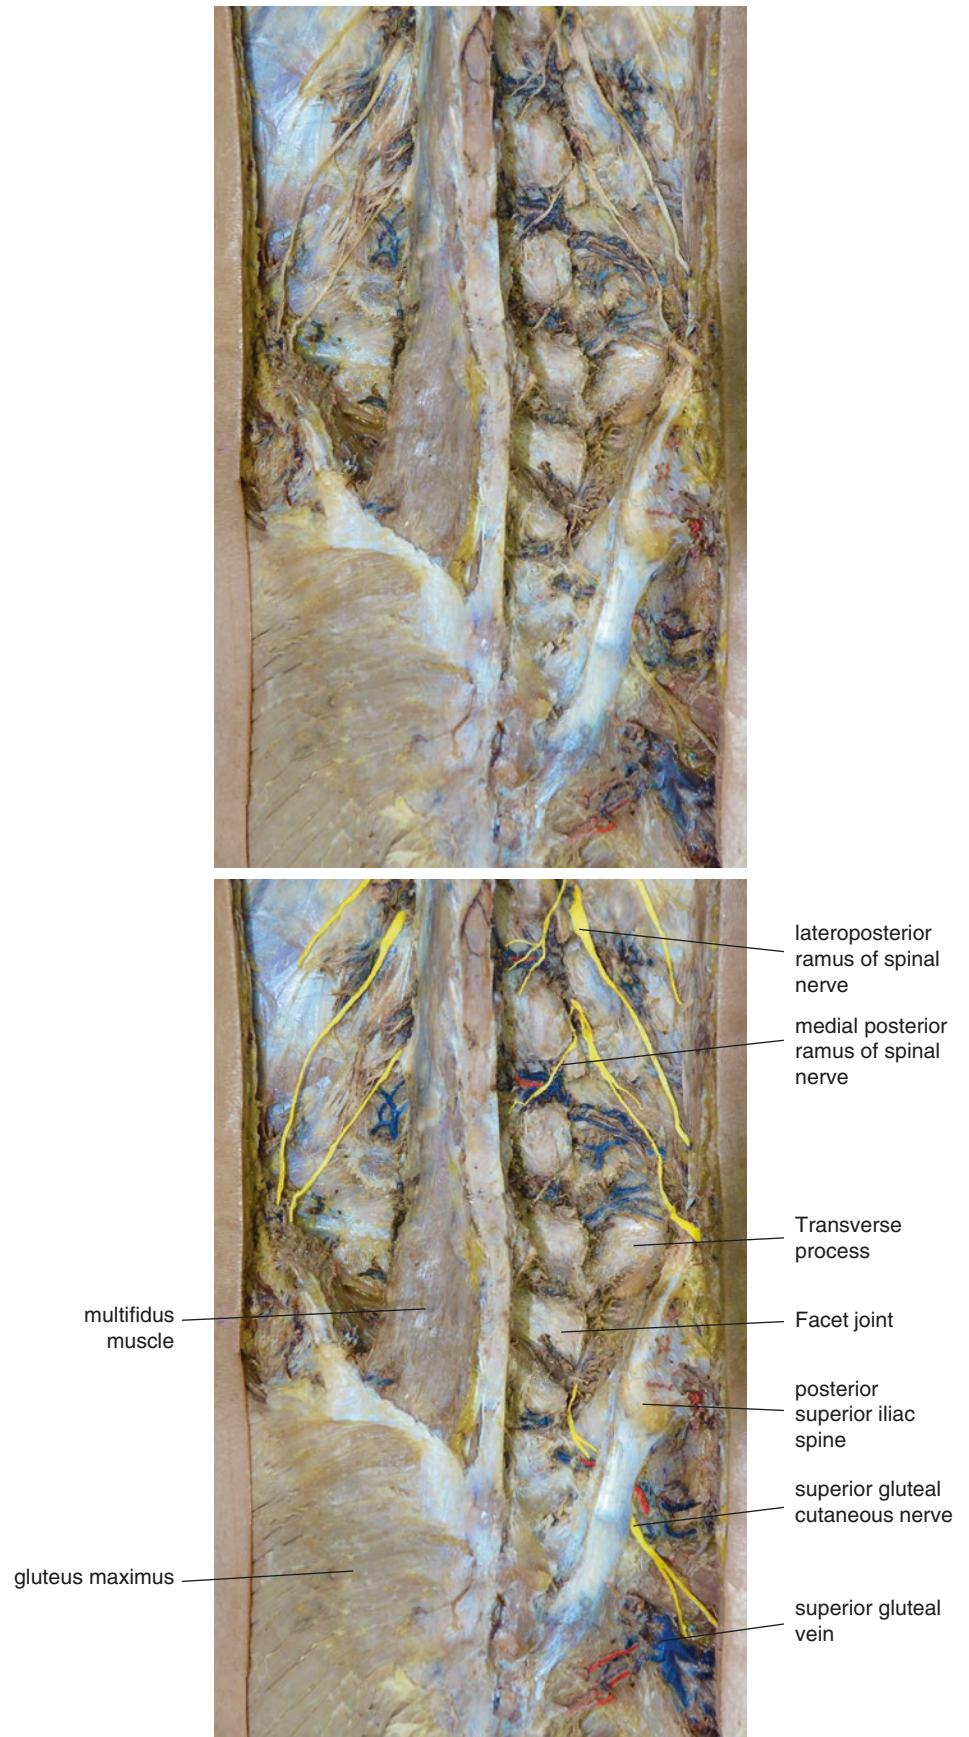 lateroposterior
ramus of spinal
nerve
medial posterior
ramus of spinal
nerve
Transverse
process
multifidus
muscle
Facet joint
posterior
superior iliac
spine
superior gluteal
cutaneous nerve
gluteus maximus
superior gluteal
vein